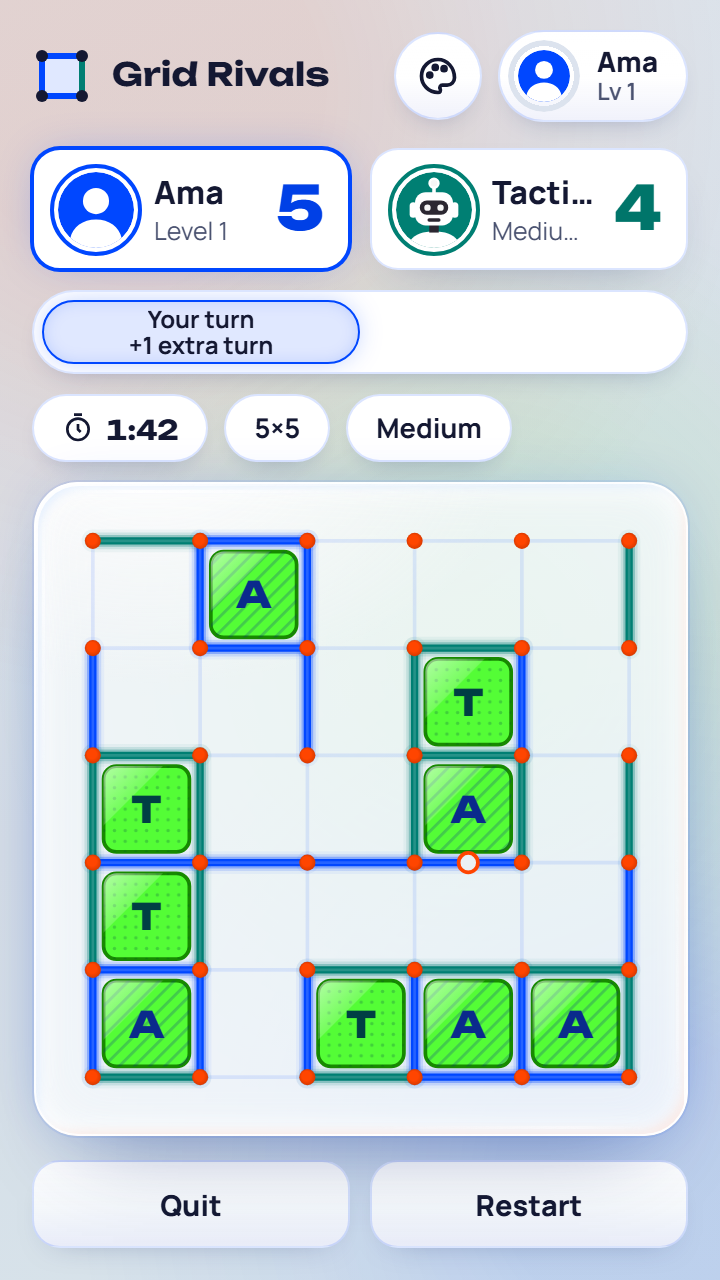 Grid Rivals
Ama
Lv 1
Ama
Level 1
5
Tacti...
Mediu...
4
Your turn
+1 extra turn
1:42
5×5
Medium
A
T
T
A
T
A
T
A
A
Quit
Restart